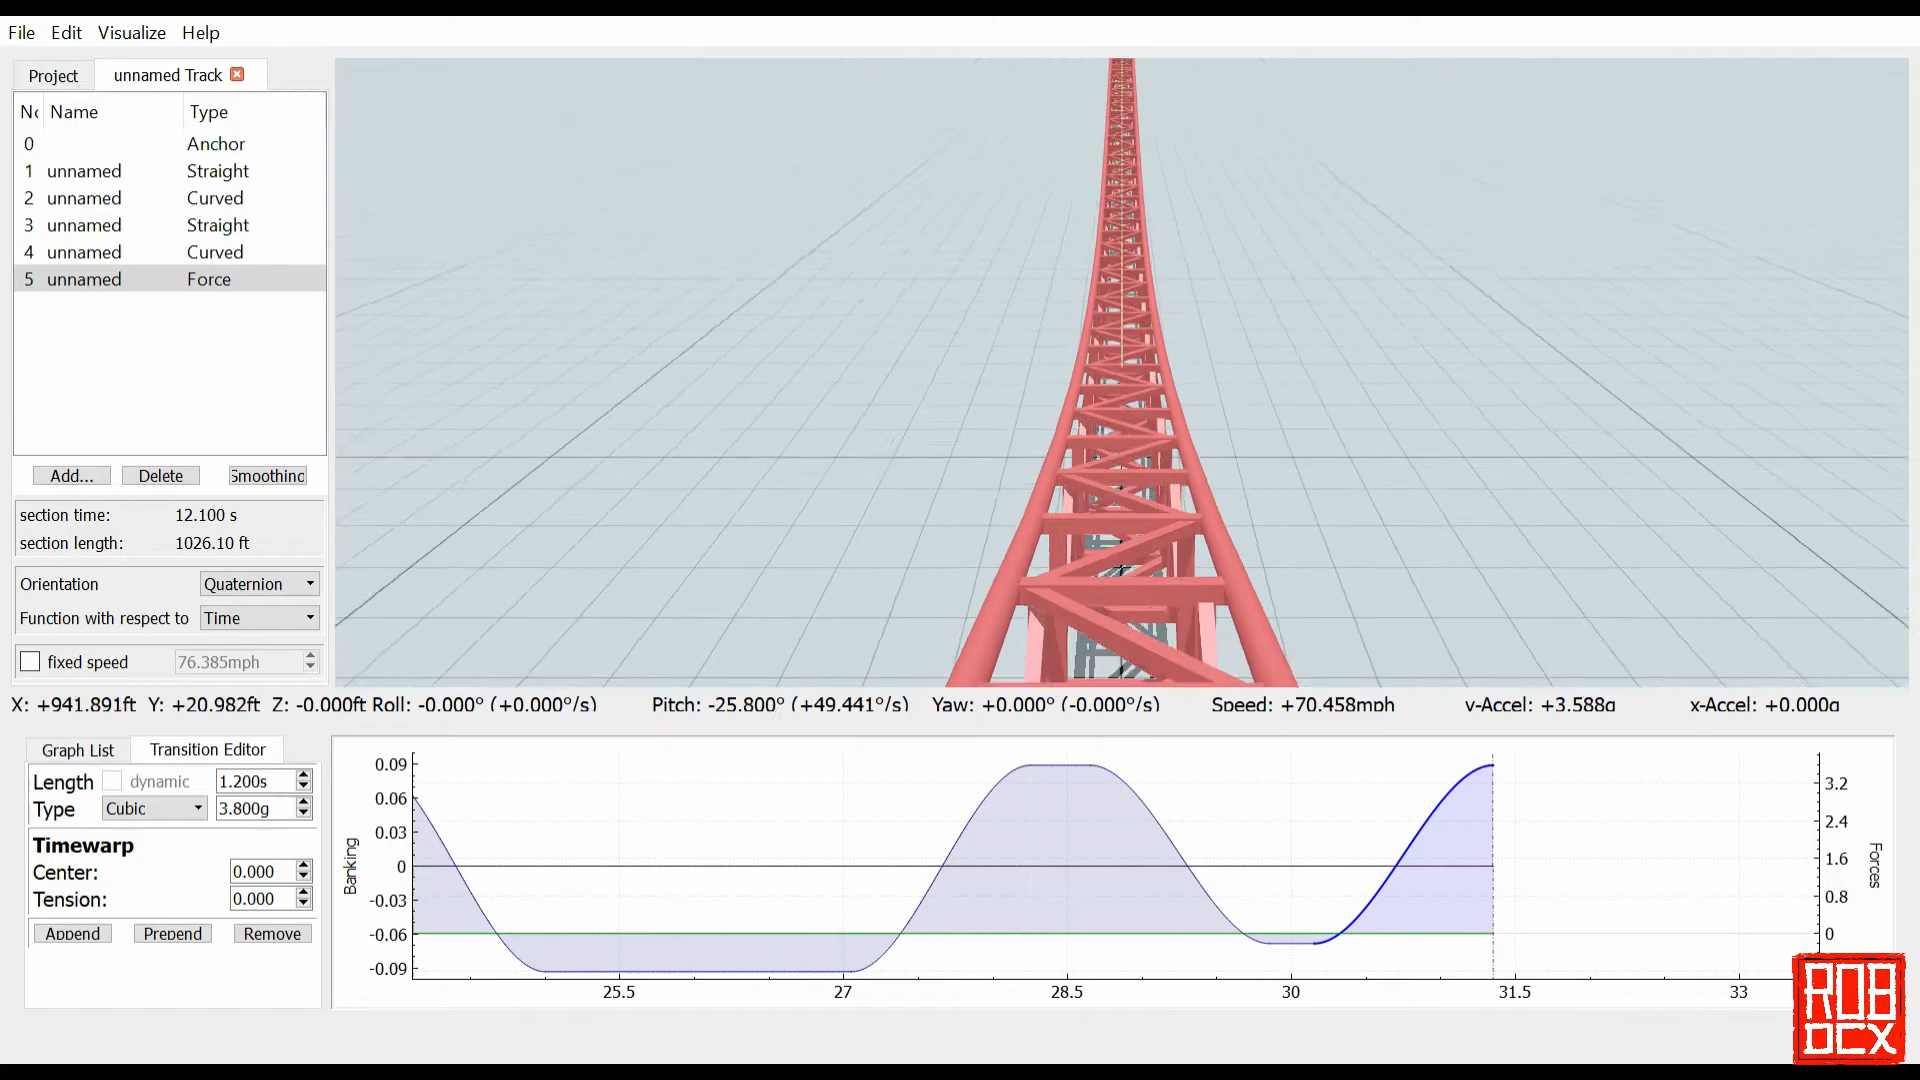 File Edit Visualize Help
Project unnamed Track
No Name Type
0 Anchor
1 unnamed Straight
2 unnamed Curved
3 unnamed Straight
4 unnamed Curved
5 unnamed Force
Add... Delete Smoothing
section time: 12.100 s
section length: 1026.10 ft
Orientation Quaternion
Function with respect to Time
fixed speed 76.385mph
X: +941.891ft Y: +20.982ft Z: -0.000ft Roll: -0.000° (+0.000°/s) Pitch: -25.800° (+49.441°/s) Yaw: +0.000° (-0.000°/s) Speed: +70.458mph y-Accel: +3.588g x-Accel: +0.000g
Graph List Transition Editor
Length dynamic 1.200s
Type Cubic 3.800g
Timewarp
Center: 0.000
Tension: 0.000
Append Prepend Remove
Banking
0.09
0.06
0.03
0
-0.03
-0.06
-0.09
25.5 27 28.5 30 31.5 33
3.2
2.4
1.6
0.8
0
Forces
ROB
DCX